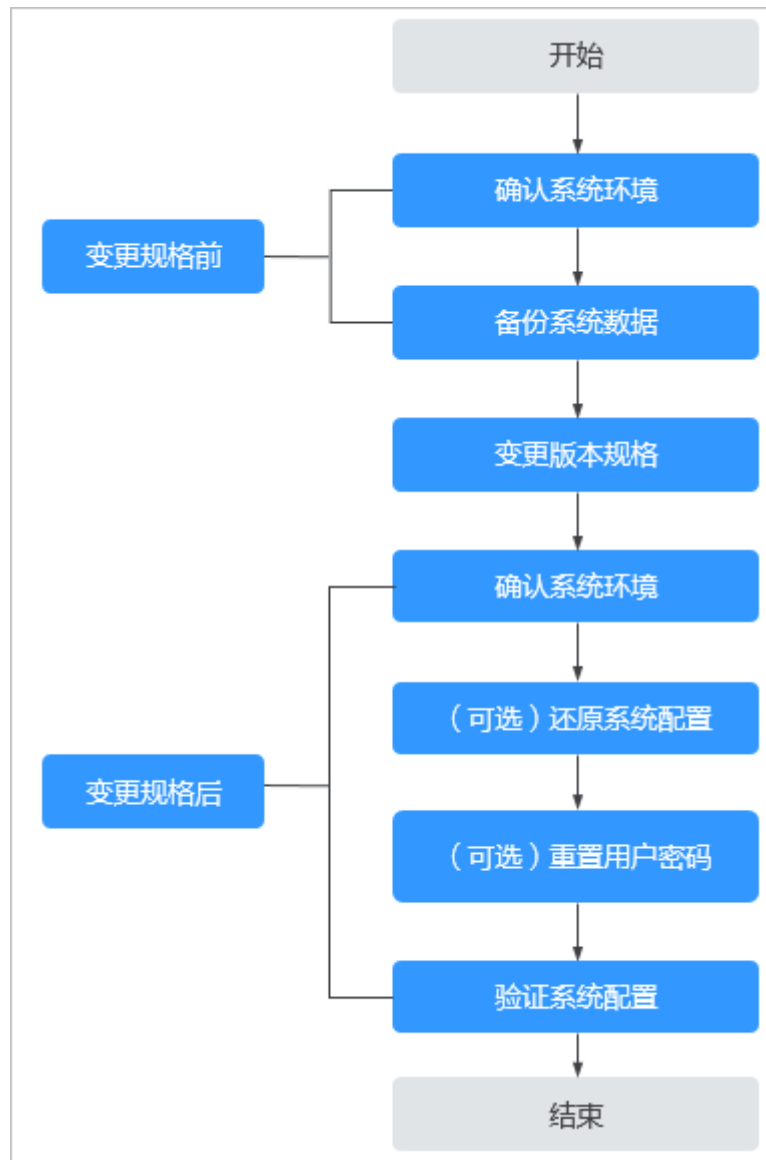 开始
确认系统环境
变更规格前
备份系统数据
变更版本规格
确认系统环境
（可选）还原系统配置
变更规格后
（可选）重置用户密码
验证系统配置
结束